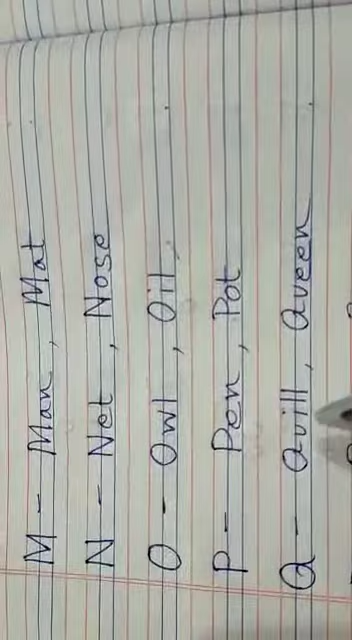 M - Man, Mat
N - Net, Nose
O - Owl, Oil,
P - Pen, Pot
Q - Quill, Queen